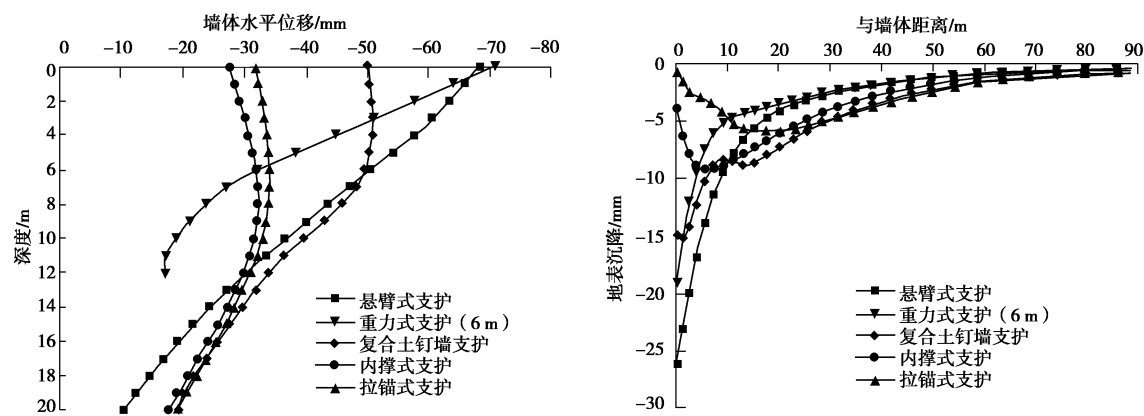 墙体水平位移/mm
0 −10 −20 −30 −40 −50 −60 −70 −80
深度/m
0
2
4
6
8
10
12
14
16
18
20
悬臂式支护
重力式支护（6 m）
复合土钉墙支护
内撑式支护
拉锚式支护
与墙体距离/m
0 10 20 30 40 50 60 70 80 90
地表沉降/mm
0
−5
−10
−15
−20
−25
−30
悬臂式支护
重力式支护（6 m）
复合土钉墙支护
内撑式支护
拉锚式支护